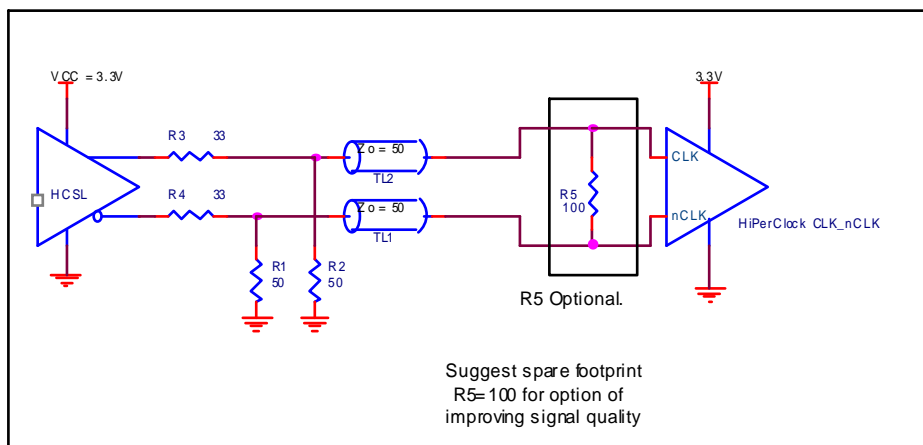 VCC = 3.3V
3.3V
R3 33
Zo = 50
TL2
CLK
HCSL
R4 33
Zo = 50
TL1
R5
100
nCLK
HiPerClock CLK_nCLK
R1
50
R2
50
R5 Optional.
Suggest spare footprint
R5=100 for option of
improving signal quality